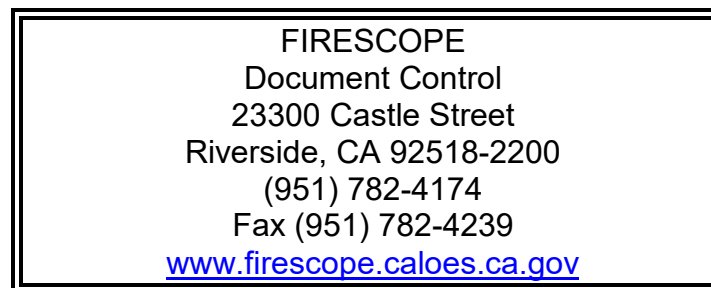 FIRESCOPE
Document Control
23300 Castle Street
Riverside, CA 92518-2200
(951) 782-4174
Fax (951) 782-4239
www.firescope.caloes.ca.gov